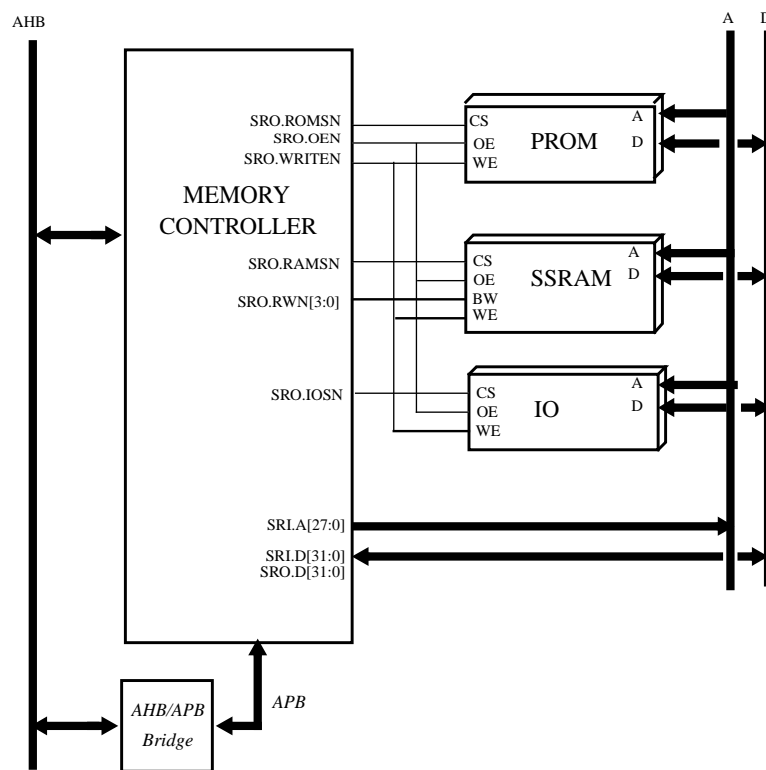 AHB
A
D
SRO.ROMSN
SRO.OEN
SRO.WRITEN
MEMORY
CONTROLLER
SRO.RAMSN
SRO.RWN[3:0]
SRO.IOSN
SRI.A[27:0]
SRI.D[31:0]
SRO.D[31:0]
CS
OE
WE
PROM
A
D
CS
OE
BW
WE
SSRAM
A
D
CS
OE
WE
IO
A
D
AHB/APB
Bridge
APB